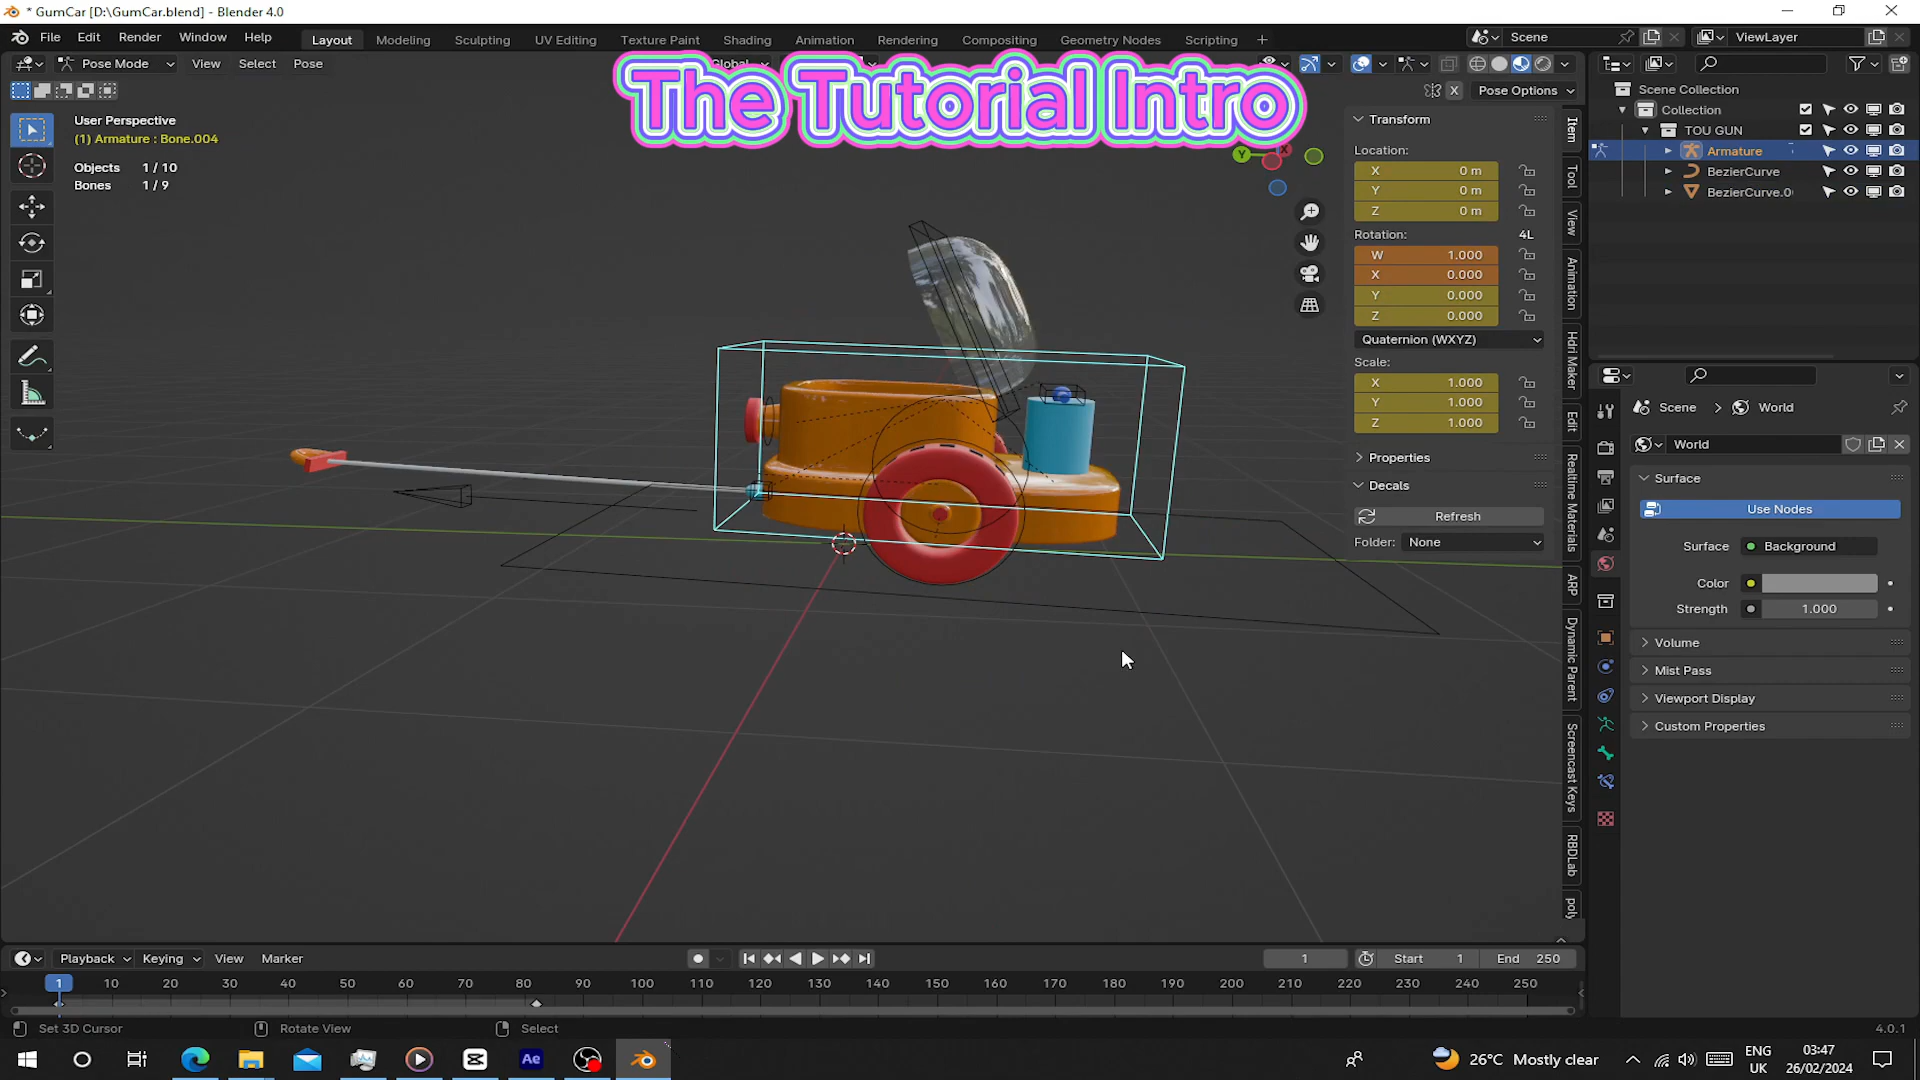 * GumCar [D:\GumCar.blend] - Blender 4.0
File Edit Render Window Help
Layout Modeling Sculpting UV Editing Texture Paint Shading Animation Rendering Compositing Geometry Nodes Scripting +
Scene ViewLayer
Pose Mode View Select Pose
The Tutorial Intro
X Pose Options
User Perspective
(1) Armature : Bone.004
Objects 1 / 10
Bones 1 / 9
Transform
Location:
X 0 m
Y 0 m
Z 0 m
Rotation: 4L
W 1.000
X 0.000
Y 0.000
Z 0.000
Quaternion (WXYZ)
Scale:
X 1.000
Y 1.000
Z 1.000
Properties
Decals
Refresh
Folder: None
Item
Tool
View
Animation
Hdri Maker
Edit
Realtime Materials
ARP
Dynamic Parent
Screencast Keys
RBDLab
poly
Scene Collection
Collection
TOU GUN
Armature
BezierCurve
BezierCurve.0
Scene > World
World
Surface
Use Nodes
Surface Background
Color
Strength 1.000
Volume
Mist Pass
Viewport Display
Custom Properties
Playback Keying View Marker
1 Start 1 End 250
1 10 20 30 40 50 60 70 80 90 100 110 120 130 140 150 160 170 180 190 200 210 220 230 240 250
Set 3D Cursor Rotate View Select 4.0.1
Ae
26°C Mostly clear
ENG
UK
03:47
26/02/2024